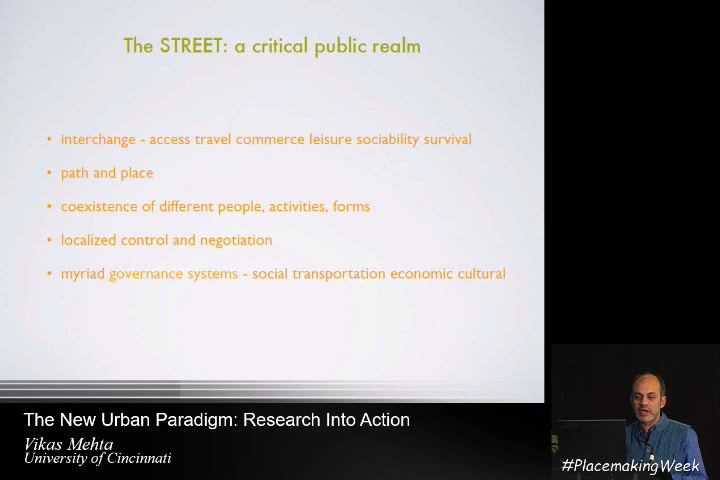 The STREET: a critical public realm
• interchange - access travel commerce leisure sociability survival
• path and place
• coexistence of different people, activities, forms
• localized control and negotiation
• myriad governance systems - social transportation economic cultural
The New Urban Paradigm: Research Into Action
Vikas Mehta
University of Cincinnati
#PlacemakingWeek